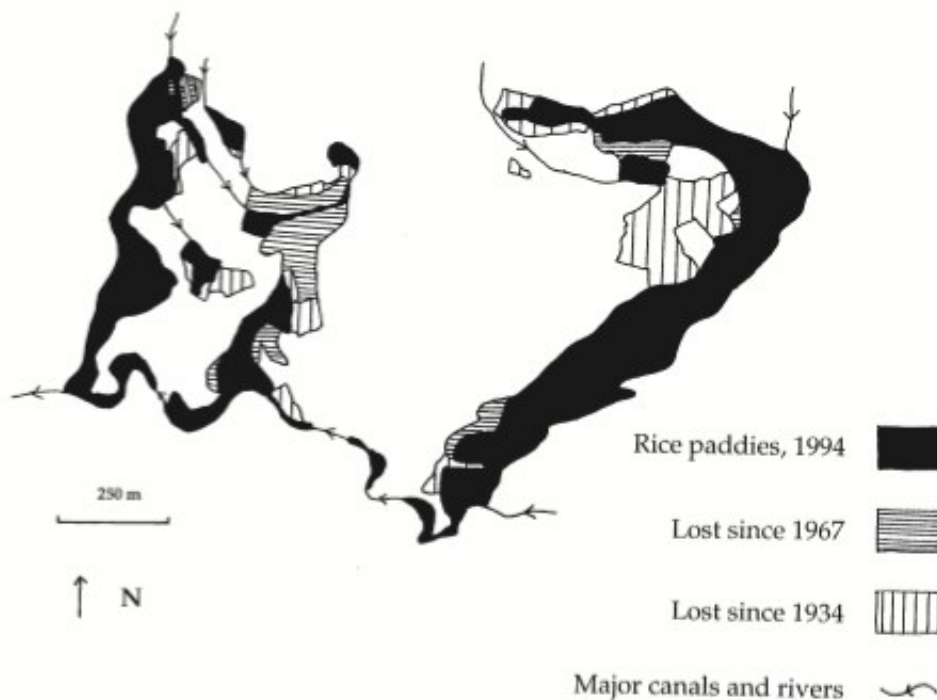 250 m
N
Rice paddies, 1994
Lost since 1967
Lost since 1934
Major canals and rivers